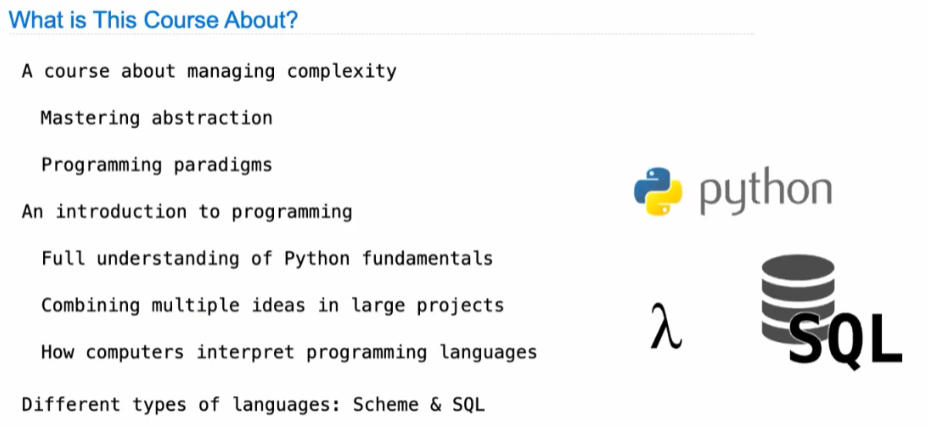 What is This Course About?
A course about managing complexity
Mastering abstraction
Programming paradigms
An introduction to programming
Full understanding of Python fundamentals
Combining multiple ideas in large projects
How computers interpret programming languages
Different types of languages: Scheme & SQL
python
λ
SQL